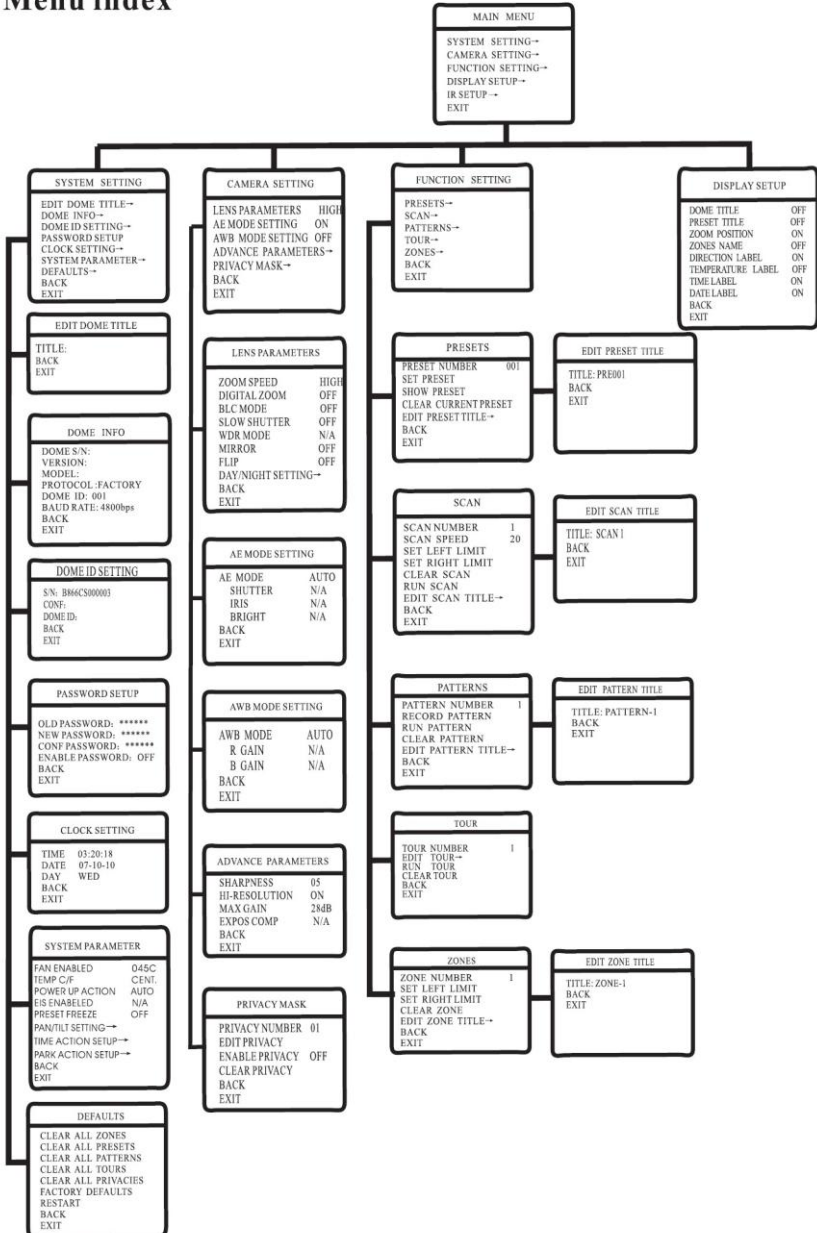 Menu index
MAIN MENU
SYSTEM SETTING→
CAMERA SETTING→
FUNCTION SETTING→
DISPLAY SETUP→
IR SETUP→
EXIT
SYSTEM SETTING
EDIT DOME TITLE→
DOME INFO→
DOME ID SETTING→
PASSWORD SETUP
CLOCK SETTING→
SYSTEM PARAMETER→
DEFAULTS→
BACK
EXIT
EDIT DOME TITLE
TITLE:
BACK
EXIT
DOME INFO
DOME S/N:
VERSION:
MODEL:
PROTOCOL:FACTORY
DOME ID: 001
BAUD RATE: 4800bps
BACK
EXIT
DOME ID SETTING
S/N: B866CS000003
CONF:
DOME ID:
BACK
EXIT
PASSWORD SETUP
OLD PASSWORD: ******
NEW PASSWORD: ******
CONF PASSWORD: ******
ENABLE PASSWORD: OFF
BACK
EXIT
CLOCK SETTING
TIME 03:20:18
DATE 07-10-10
DAY WED
BACK
EXIT
SYSTEM PARAMETER
FAN ENABLED 045C
TEMP C/F CENT.
POWER UP ACTION AUTO
EIS ENABELED N/A
PRESET FREEZE OFF
PAN/TILT SETTING→
TIME ACTION SETUP→
PARK ACTION SETUP→
BACK
EXIT
DEFAULTS
CLEAR ALL ZONES
CLEAR ALL PRESETS
CLEAR ALL PATTERNS
CLEAR ALL TOURS
CLEAR ALL PRIVACIES
FACTORY DEFAULTS
RESTART
BACK
EXIT
CAMERA SETTING
LENS PARAMETERS HIGH
AE MODE SETTING ON
AWB MODE SETTING OFF
ADVANCE PARAMETERS→
PRIVACY MASK→
BACK
EXIT
LENS PARAMETERS
ZOOM SPEED HIGH
DIGITAL ZOOM OFF
BLC MODE OFF
SLOW SHUTTER OFF
WDR MODE N/A
MIRROR OFF
FLIP OFF
DAY/NIGHT SETTING→
BACK
EXIT
AE MODE SETTING
AE MODE AUTO
SHUTTER N/A
IRIS N/A
BRIGHT N/A
BACK
EXIT
AWB MODE SETTING
AWB MODE AUTO
R GAIN N/A
B GAIN N/A
BACK
EXIT
ADVANCE PARAMETERS
SHARPNESS 05
HI-RESOLUTION ON
MAX GAIN 28dB
EXPOS COMP N/A
BACK
EXIT
PRIVACY MASK
PRIVACY NUMBER 01
EDIT PRIVACY
ENABLE PRIVACY OFF
CLEAR PRIVACY
BACK
EXIT
FUNCTION SETTING
PRESETS→
SCAN→
PATTERNS→
TOUR→
ZONES→
BACK
EXIT
PRESETS
PRESET NUMBER 001
SET PRESET
SHOW PRESET
CLEAR CURRENT PRESET
EDIT PRESET TITLE→
BACK
EXIT
EDIT PRESET TITLE
TITLE: PRE001
BACK
EXIT
SCAN
SCAN NUMBER 1
SCAN SPEED 20
SET LEFT LIMIT
SET RIGHT LIMIT
CLEAR SCAN
RUN SCAN
EDIT SCAN TITLE→
BACK
EXIT
EDIT SCAN TITLE
TITLE: SCAN 1
BACK
EXIT
PATTERNS
PATTERN NUMBER 1
RECORD PATTERN
RUN PATTERN
CLEAR PATTERN
EDIT PATTERN TITLE→
BACK
EXIT
EDIT PATTERN TITLE
TITLE: PATTERN-1
BACK
EXIT
TOUR
TOUR NUMBER 1
EDIT TOUR→
RUN TOUR
CLEAR TOUR
BACK
EXIT
ZONES
ZONE NUMBER 1
SET LEFT LIMIT
SET RIGHT LIMIT
CLEAR ZONE
EDIT ZONE TITLE→
BACK
EXIT
EDIT ZONE TITLE
TITLE: ZONE-1
BACK
EXIT
DISPLAY SETUP
DOME TITLE OFF
PRESET TITLE OFF
ZOOM POSITION ON
ZONES NAME OFF
DIRECTION LABEL ON
TEMPERATURE LABEL OFF
TIME LABEL ON
DATE LABEL ON
BACK
EXIT